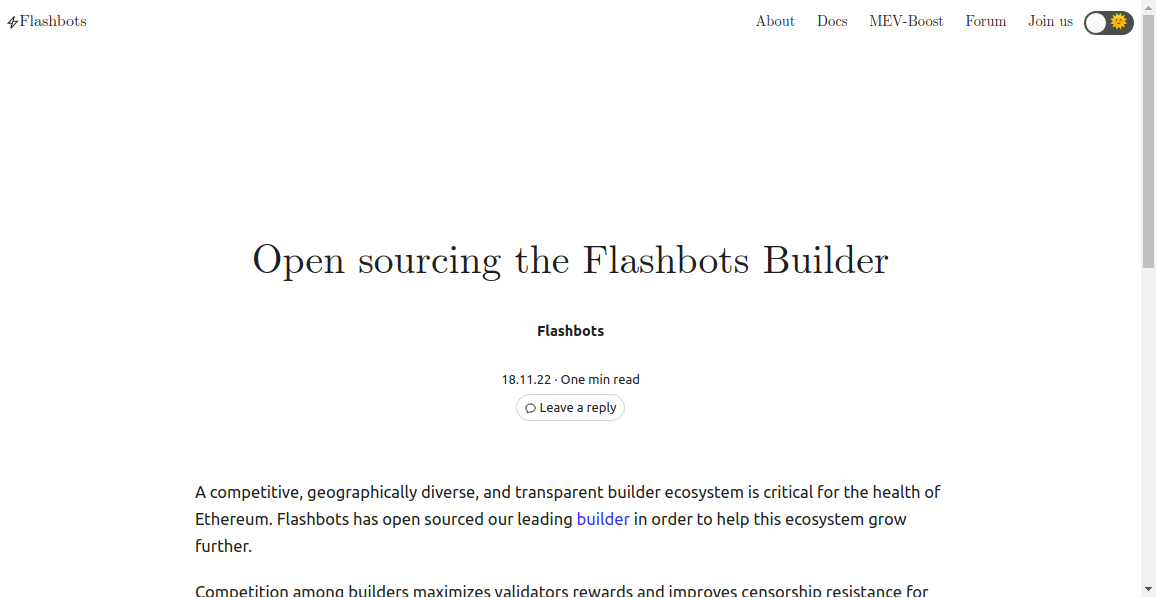 Flashbots
About Docs MEV-Boost Forum Join us
Open sourcing the Flashbots Builder
Flashbots
18.11.22 · One min read
Leave a reply
A competitive, geographically diverse, and transparent builder ecosystem is critical for the health of
Ethereum. Flashbots has open sourced our leading builder in order to help this ecosystem grow
further.
Competition among builders maximizes validators rewards and improves censorship resistance for